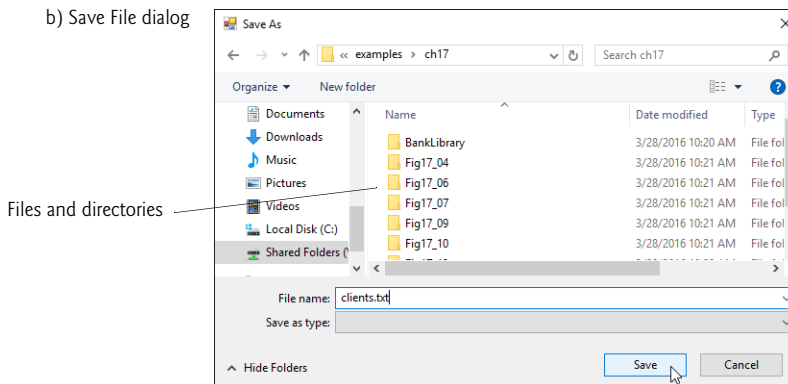 b) Save File dialog
Save As
« examples > ch17
Search ch17
Organize
New folder
Documents
Downloads
Music
Pictures
Videos
Local Disk (C:)
Shared Folders (
Name Date modified Type
BankLibrary 3/28/2016 10:20 AM File fol
Fig17_04 3/28/2016 10:21 AM File fol
Fig17_06 3/28/2016 10:21 AM File fol
Fig17_07 3/28/2016 10:21 AM File fol
Fig17_09 3/28/2016 10:21 AM File fol
Fig17_10 3/28/2016 10:21 AM File fol
Files and directories
File name: clients.txt
Save as type:
Hide Folders
Save
Cancel